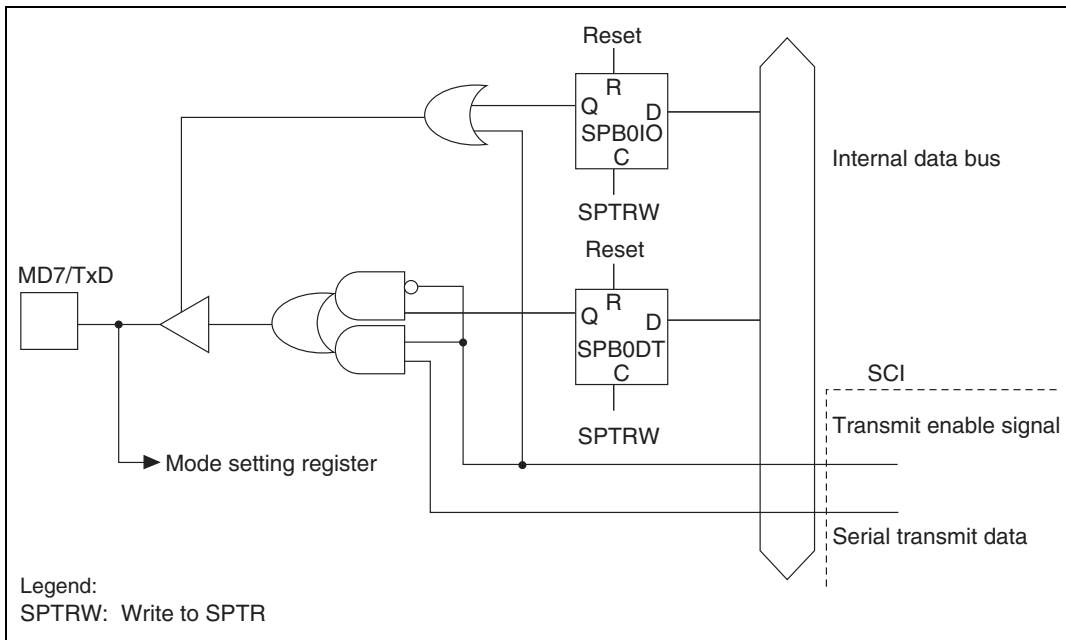 Reset
R
Q
D
SPB0IO
C
SPTRW
Internal data bus
Reset
MD7/TxD
R
Q
D
SPB0DT
C
SPTRW
SCI
Transmit enable signal
Mode setting register
Serial transmit data
Legend:
SPTRW: Write to SPTR